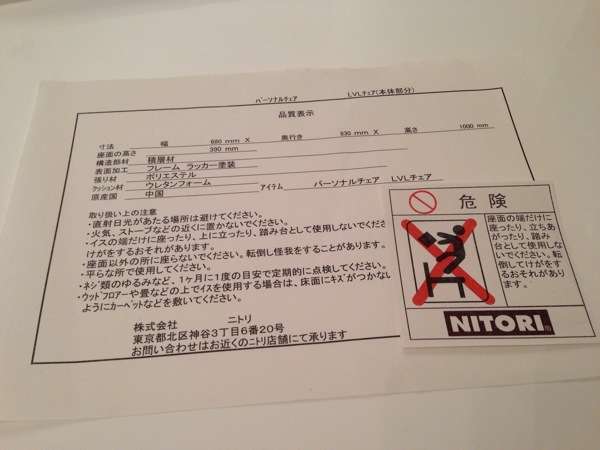 パーソナルチェア LVLチェア(本体部分)
品質表示
寸法 幅 680 mm X 奥行き 830 mm X 高さ 1000 mm
座面の高さ 390 mm
構造部材 積層材
表面加工 フレーム ラッカー塗装
張り材 ポリエステル
クッション材 ウレタンフォーム
原産国 中国 アイテム パーソナルチェア LVLチェア
取り扱い上の注意
・直射日光があたる場所は避けてください。
・火気、ストーブなどの近くに置かないでください。
・イスの端だけに座ったり、上に立ったり、踏み台として使用しないでくださ
けがをするおそれがあります。
・座面以外の所に座らないでください。転倒し怪我をすることがあります。
・平らな所で使用してください。
・ネジ類のゆるみなど、1ヶ月に1度の目安で定期的に点検してください。
・ウッドフロアーや畳などの上でイスを使用する場合は、床面にキズがつかない
ようにカーペットなどを敷いてください。
株式会社 ニトリ
東京都北区神谷3丁目6番20号
お問い合わせはお近くのニトリ店舗にて承ります
危険
座面の端だけに
座ったり、立ちあ
がったり、踏み
台として使用しな
いでください。転
倒してけがをす
るおそれがありま
す。
NITORI®